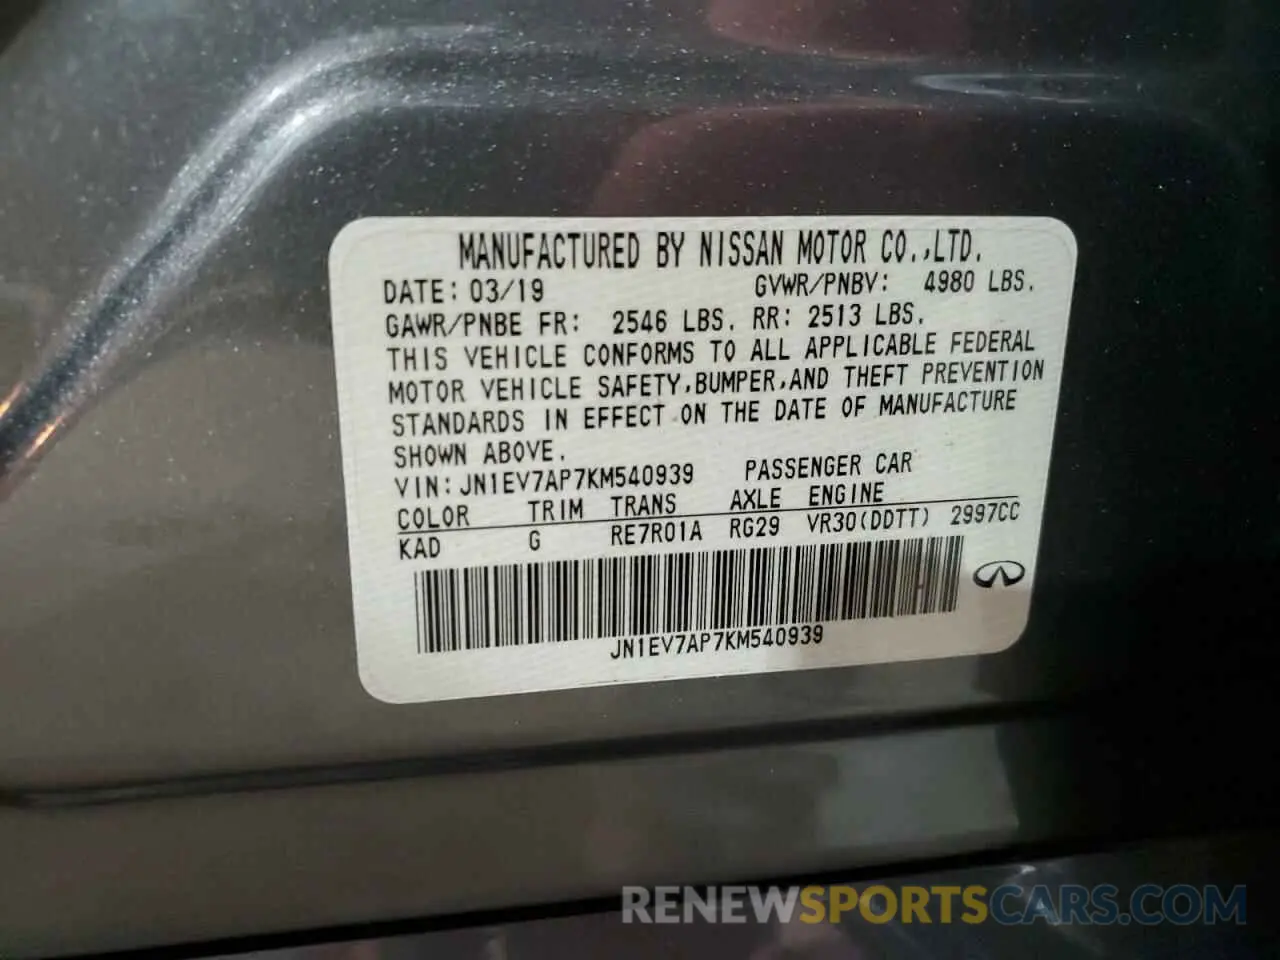 MANUFACTURED BY NISSAN MOTOR CO.,LTD.
DATE: 03/19 GVWR/PNBV: 4980 LBS.
GAWR/PNBE FR: 2546 LBS. RR: 2513 LBS.
THIS VEHICLE CONFORMS TO ALL APPLICABLE FEDERAL
MOTOR VEHICLE SAFETY,BUMPER,AND THEFT PREVENTION
STANDARDS IN EFFECT ON THE DATE OF MANUFACTURE
SHOWN ABOVE.
VIN: JN1EV7AP7KM540939 PASSENGER CAR
COLOR TRIM TRANS AXLE ENGINE
KAD G RE7R01A RG29 VR30(DDTT) 2997CC
JN1EV7AP7KM540939
RENEWSPORTSCARS.COM